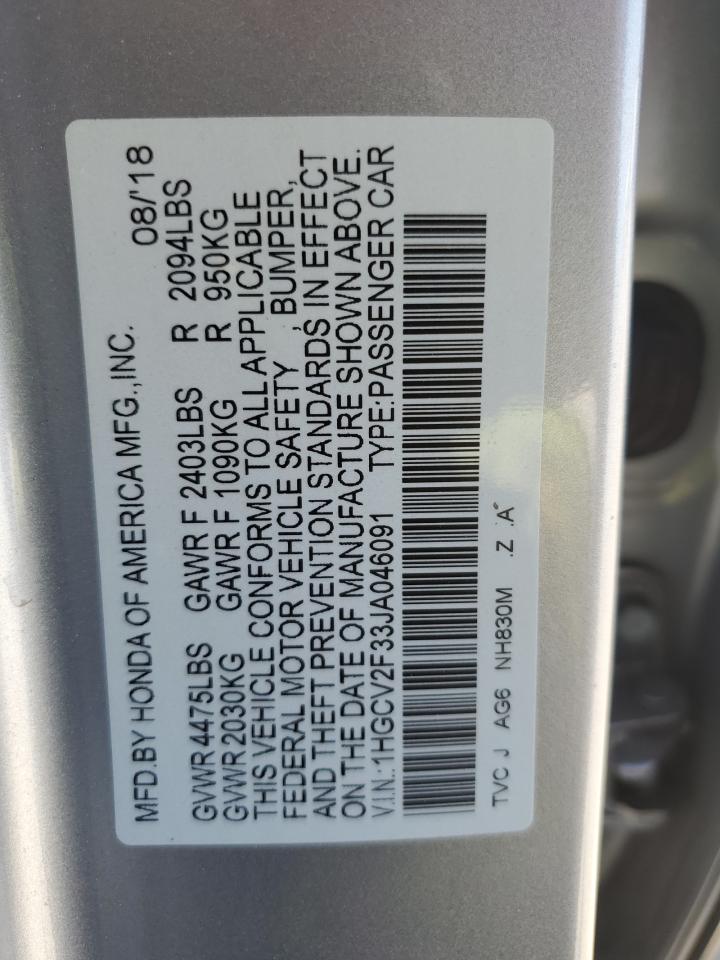 MFD.BY HONDA OF AMERICA MFG.,INC. 08/'18
GVWR 4475LBS GAWR F 2403LBS R 2094LBS
GVWR 2030KG GAWR F 1090KG R 950KG
THIS VEHICLE CONFORMS TO ALL APPLICABLE
FEDERAL MOTOR VEHICLE SAFETY , BUMPER,
AND THEFT PREVENTION STANDARDS IN EFFECT
ON THE DATE OF MANUFACTURE SHOWN ABOVE.
V.I.N.:1HGCV2F33JA046091 TYPE:PASSENGER CAR
TVC J AG6 NH830M .Z .A"